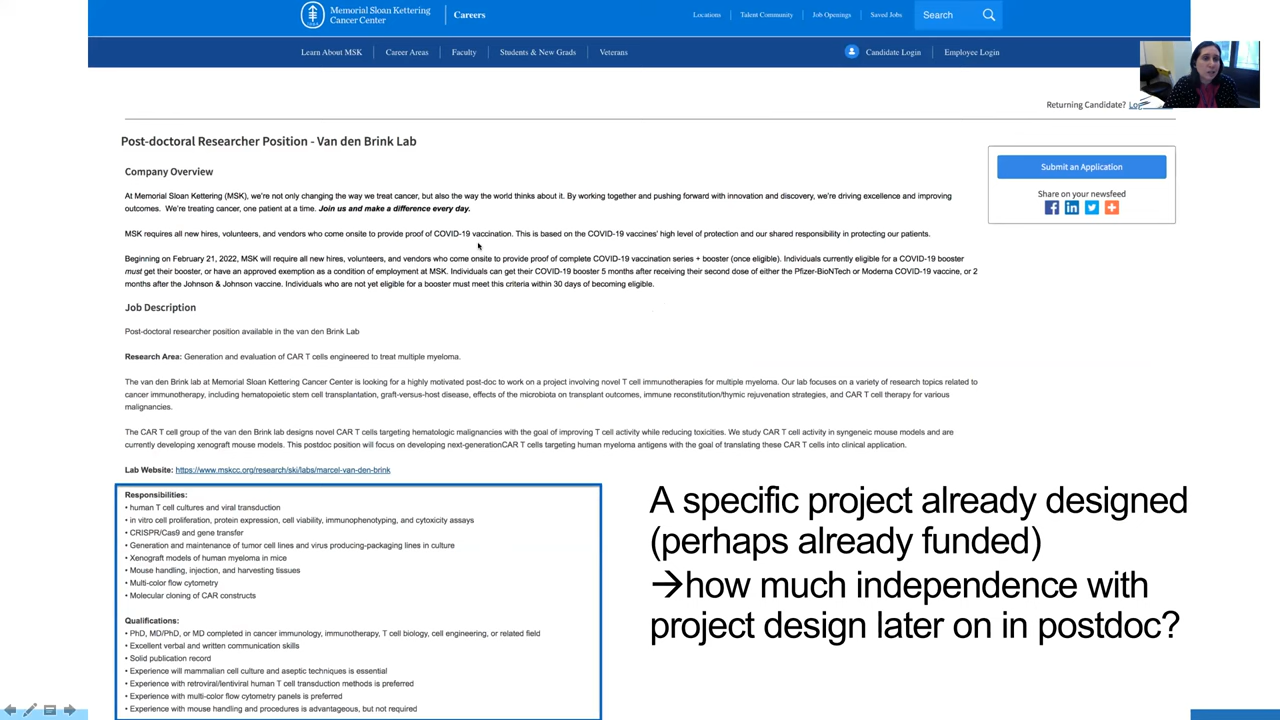 Memorial Sloan Kettering
Cancer Center
Careers
Locations
Talent Community
Job Openings
Saved Jobs
Search
Learn About MSK
Career Areas
Faculty
Students & New Grads
Veterans
Candidate Login
Employee Login
Returning Candidate?
Post-doctoral Researcher Position - Van den Brink Lab
Company Overview
At Memorial Sloan Kettering (MSK), we're not only changing the way we treat cancer, but also the way the world thinks about it. By working together and pushing forward with innovation and discovery, we're driving excellence and improving
outcomes. We're treating cancer, one patient at a time. Join us and make a difference every day.
MSK requires all new hires, volunteers, and vendors who come onsite to provide proof of COVID-19 vaccination. This is based on the COVID-19 vaccines' high level of protection and our shared responsibility in protecting our patients.
Beginning on February 21, 2022, MSK will require all new hires, volunteers, and vendors who come onsite to provide proof of complete COVID-19 vaccination series + booster (once eligible). Individuals currently eligible for a COVID-19 booster
must get their booster, or have an approved exemption as a condition of employment at MSK. Individuals can get their COVID-19 booster 5 months after receiving their second dose of either the Pfizer-BioNTech or Moderna COVID-19 vaccine, or 2
months after the Johnson & Johnson vaccine. Individuals who are not yet eligible for a booster must meet this criteria within 30 days of becoming eligible.
Submit an Application
Share on your newsfeed
Job Description
Post-doctoral researcher position available in the van den Brink Lab
Research Area: Generation and evaluation of CAR T cells engineered to treat multiple myeloma.
The van den Brink lab at Memorial Sloan Kettering Cancer Center is looking for a highly motivated post-doc to work on a project involving novel T cell immunotherapies for multiple myeloma. Our lab focuses on a variety of research topics related to
cancer immunotherapy, including hematopoietic stem cell transplantation, graft-versus-host disease, effects of the microbiota on transplant outcomes, immune reconstitution/thymic rejuvenation strategies, and CAR T cell therapy for various
malignancies.
The CAR T cell group of the van den Brink lab designs novel CAR T cells targeting hematologic malignancies with the goal of improving T cell activity while reducing toxicities. We study CAR T cell activity in syngeneic mouse models and are
currently developing xenograft mouse models. This postdoc position will focus on developing next-generationCAR T cells targeting human myeloma antigens with the goal of translating these CAR T cells into clinical application.
Lab Website: https://www.mskcc.org/research/ski/labs/marcel-van-den-brink
Responsibilities:
• human T cell cultures and viral transduction
• in vitro cell proliferation, protein expression, cell viability, immunophenotyping, and cytoxicity assays
• CRISPR/Cas9 and gene transfer
• Generation and maintenance of tumor cell lines and virus producing-packaging lines in culture
• Xenograft models of human myeloma in mice
• Mouse handling, injection, and harvesting tissues
• Multi-color flow cytometry
• Molecular cloning of CAR constructs
Qualifications:
• PhD, MD/PhD, or MD completed in cancer immunology, immunotherapy, T cell biology, cell engineering, or related field
• Excellent verbal and written communication skills
• Solid publication record
• Experience will mammalian cell culture and aseptic techniques is essential
• Experience with retroviral/lentiviral human T cell transduction methods is preferred
• Experience with multi-color flow cytometry panels is preferred
• Experience with mouse handling and procedures is advantageous, but not required
A specific project already designed
(perhaps already funded)
→how much independence with
project design later on in postdoc?